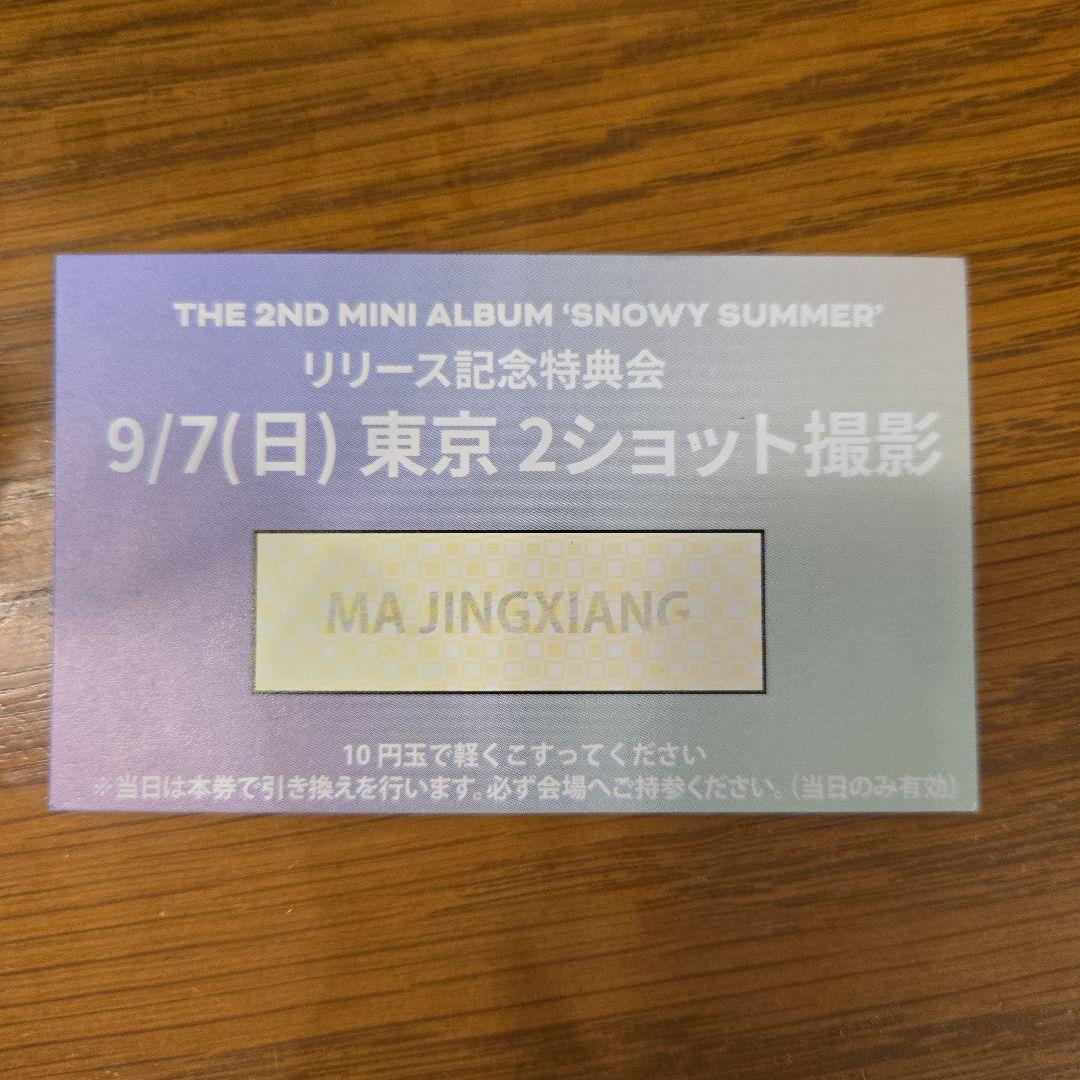 THE 2ND MINI ALBUM ‘SNOWY SUMMER’
リリース記念特典会
9/7(日) 東京 2ショット撮影
MA JINGXIANG
10円玉で軽くこすってください
※当日は本券で引き換えを行います。必ず会場へご持参ください。（当日のみ有効）